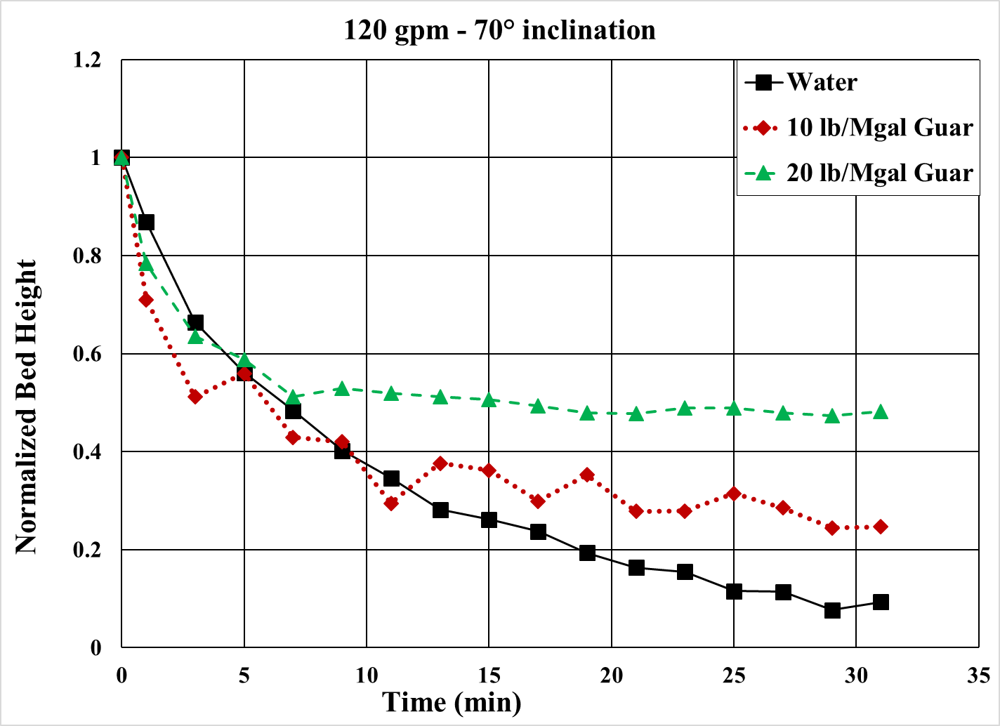 120 gpm - 70° inclination
1.2
1
0.8
0.6
0.4
0.2
0
Normalized Bed Height
Water
10 lb/Mgal Guar
20 lb/Mgal Guar
0 5 10 15 20 25 30 35
Time (min)